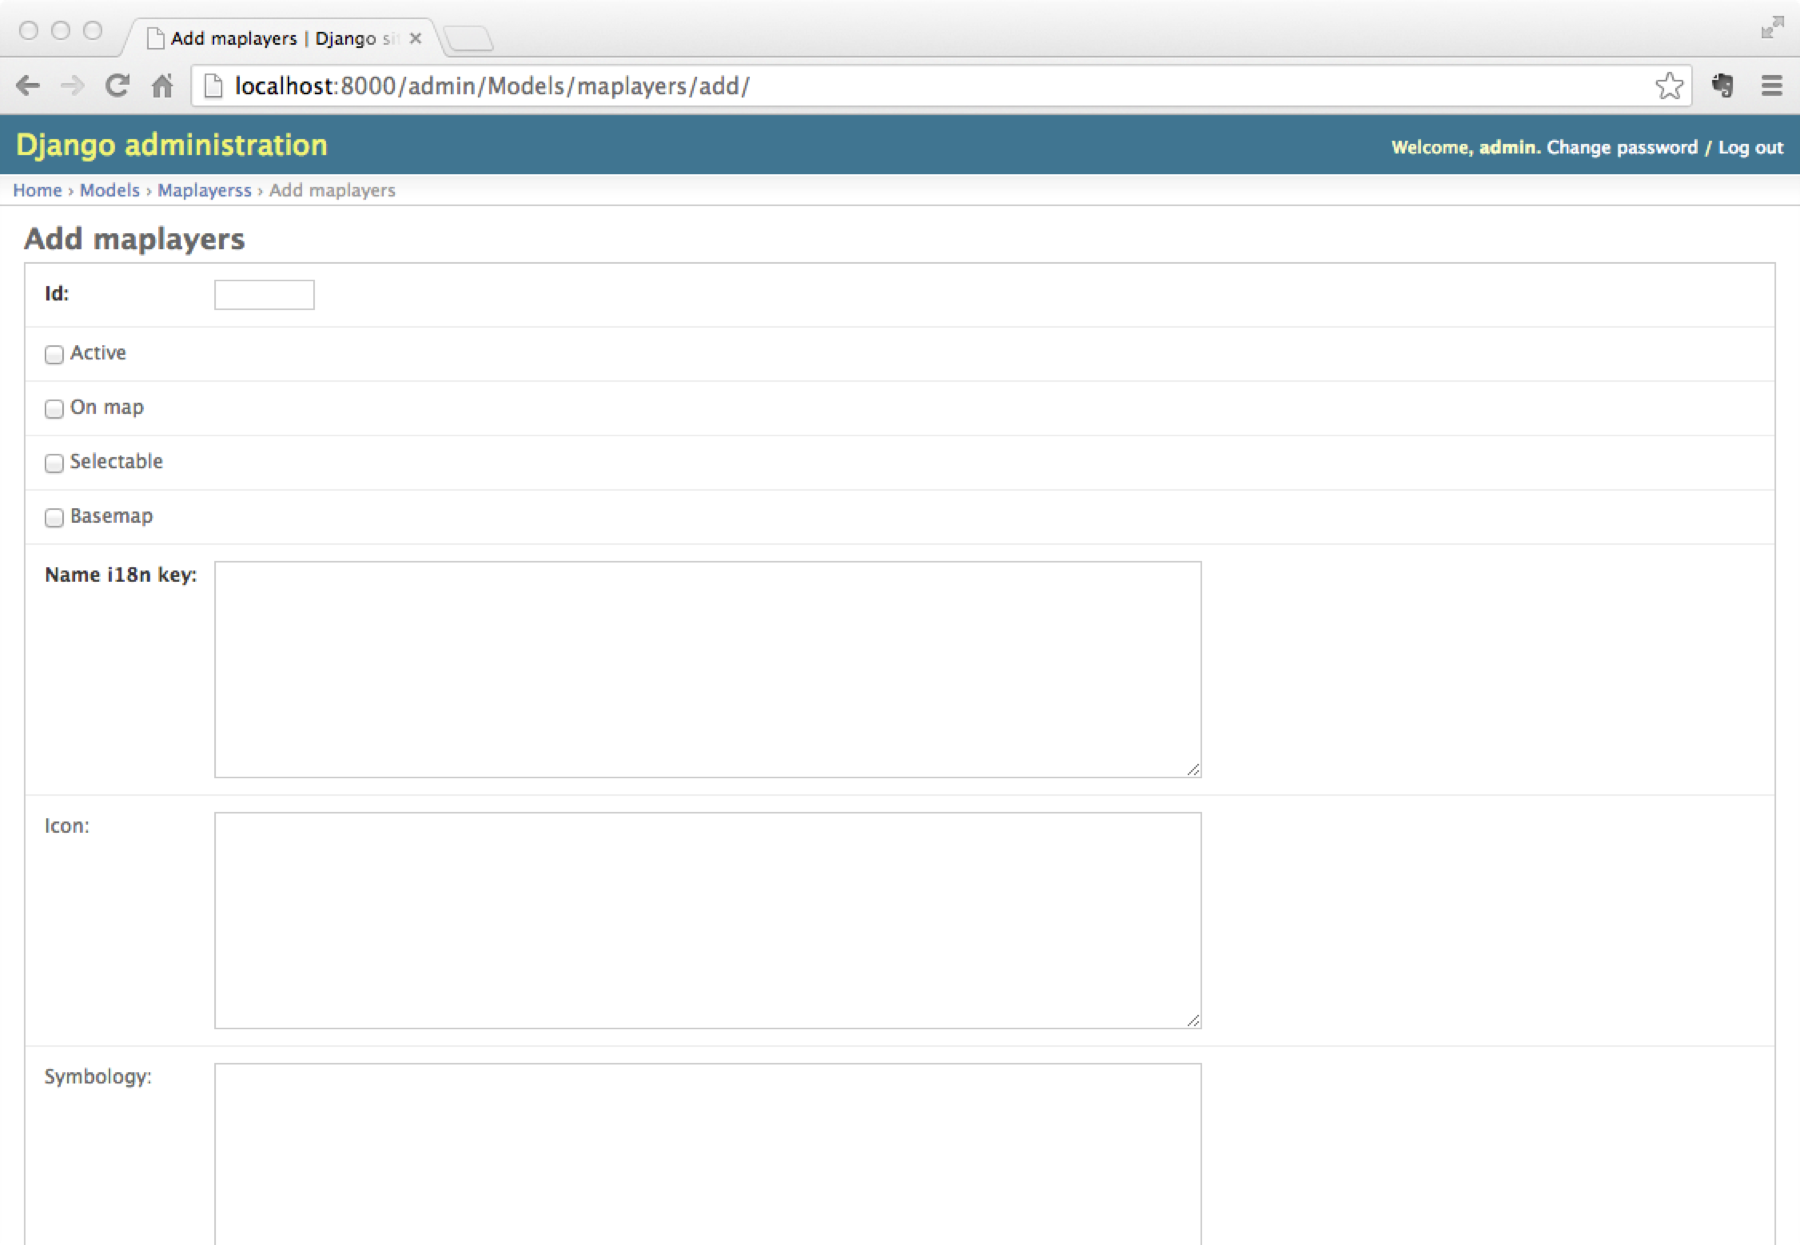 Add maplayers | Django si
localhost:8000/admin/Models/maplayers/add/
Django administration
Welcome, admin. Change password / Log out
Home › Models › Maplayerss › Add maplayers
Add maplayers
Id:
Active
On map
Selectable
Basemap
Name i18n key:
Icon:
Symbology: